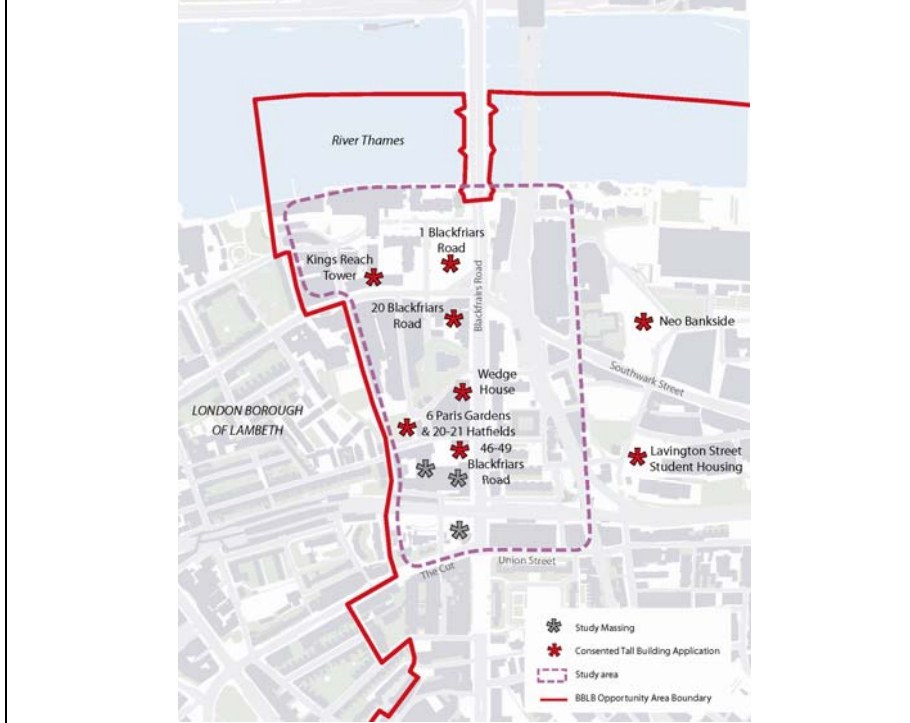 River Thames
1 Blackfriars
Road
Kings Reach
Tower
20 Blackfriars
Road
Blackfriars Road
Neo Bankside
Southwark Street
Wedge
House
LONDON BOROUGH
OF LAMBETH
6 Paris Gardens
& 20-21 Hatfields
46-49
Blackfriars
Road
Lavington Street
Student Housing
The Cut
Union Street
Study Massing
Consented Tall Building Application
Study area
BBLB Opportunity Area Boundary